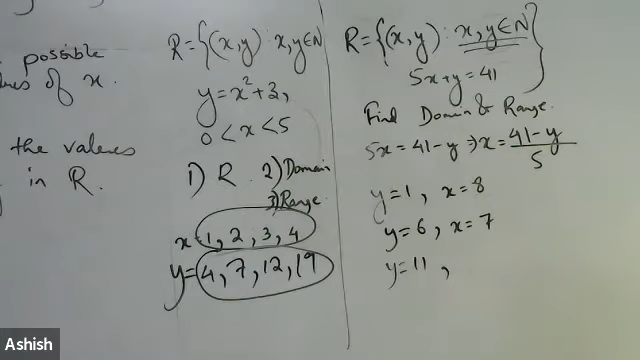 possible
of x.
the values
in R.
R = {(x, y) : x, y ∈ N
y = x² + 3,
0 < x < 5
1) R 2) Domain
3) Range
x = 1, 2, 3, 4
y = 4, 7, 12, 19
R = {(x, y) : x, y ∈ N
5x + y = 41 }
Find Domain & Range.
5x = 41 - y ⇒ x = 41 - y / 5
y = 1, x = 8
y = 6, x = 7
y = 11,
Ashish